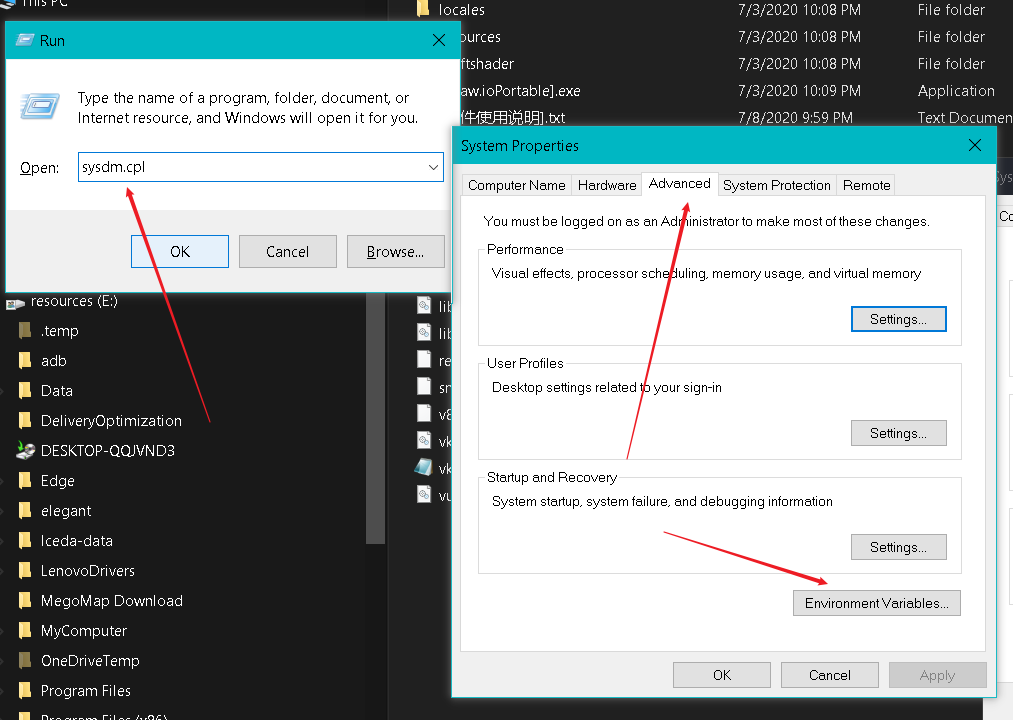 This PC
locales 7/3/2020 10:08 PM File folder
ources 7/3/2020 10:08 PM File folder
ftshader 7/3/2020 10:08 PM File folder
aw.ioPortable].exe 7/3/2020 10:09 PM Application
件使用说明].txt 7/8/2020 9:59 PM Text Documen
Run
Type the name of a program, folder, document, or
Internet resource, and Windows will open it for you.
Open:
sysdm.cpl
OK
Cancel
Browse...
resources (E:)
.temp
adb
Data
DeliveryOptimization
DESKTOP-QQJVND3
Edge
elegant
Iceda-data
LenovoDrivers
MegoMap Download
MyComputer
OneDriveTemp
Program Files
Program Files (x86)
lib
lib
re
sn
v8
vk
vk
vu
System Properties
Computer Name
Hardware
Advanced
System Protection
Remote
You must be logged on as an Administrator to make most of these changes.
Performance
Visual effects, processor scheduling, memory usage, and virtual memory
Settings...
User Profiles
Desktop settings related to your sign-in
Settings...
Startup and Recovery
System startup, system failure, and debugging information
Settings...
Environment Variables...
OK
Cancel
Apply
Sys
Co